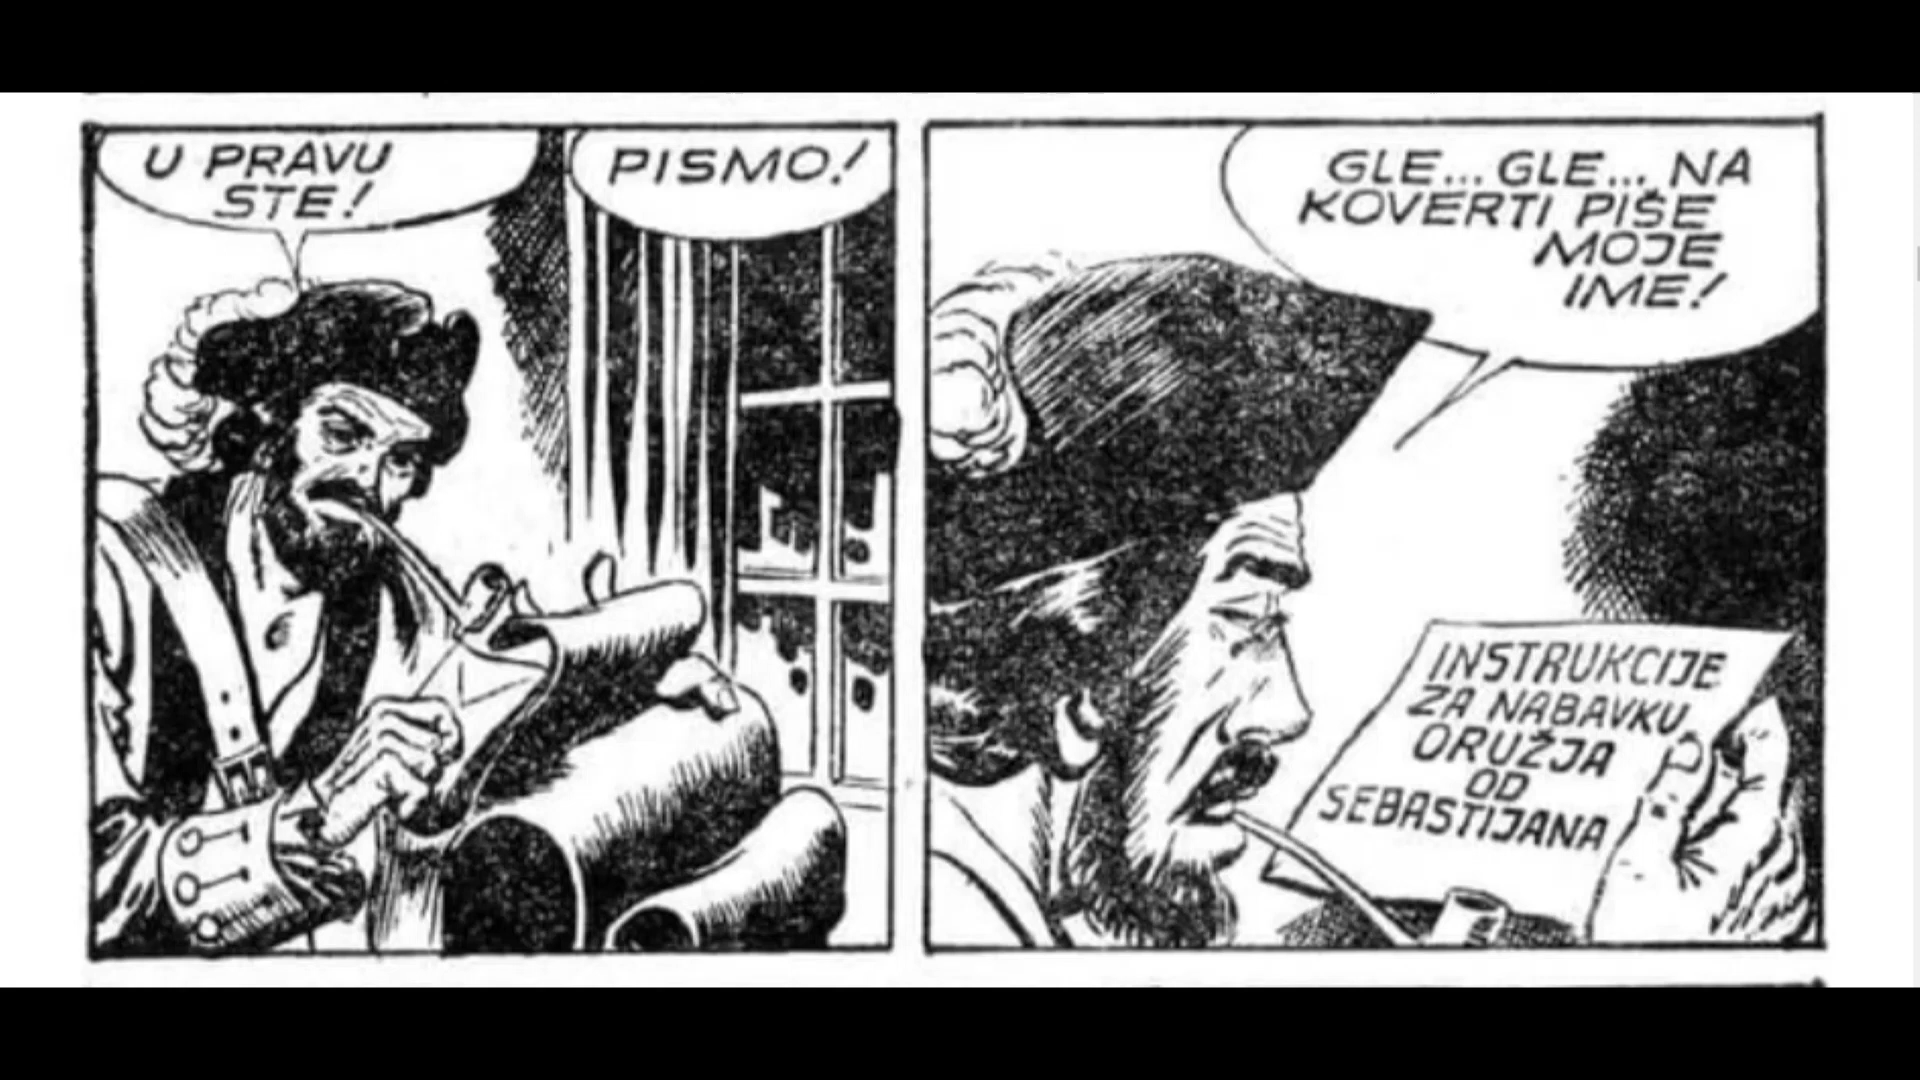 U PRAVU
STE!
PISMO!
GLE... GLE... NA
KOVERTI PIŠE
MOJE
IME!
INSTRUKCIJE
ZA NABAVKU
ORUŽJA
OD
SEBASTIJANA